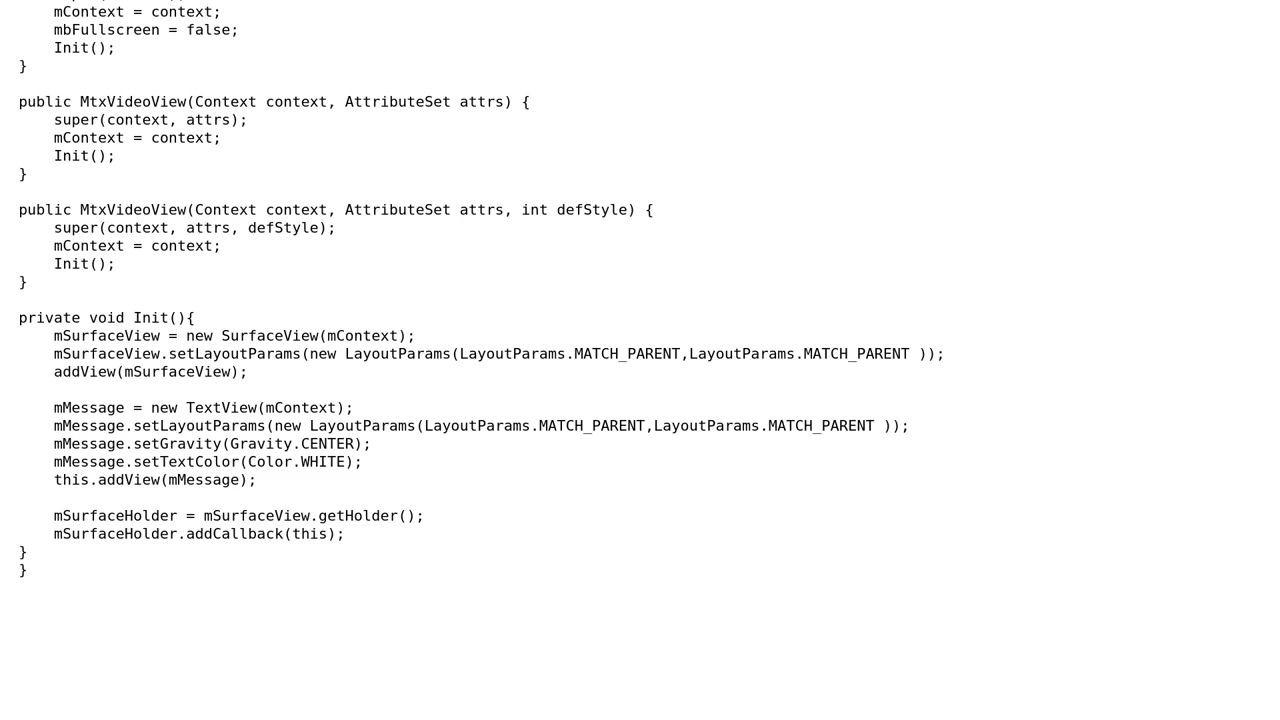 mContext = context;
mbFullscreen = false;
Init();
}
public MtxVideoView(Context context, AttributeSet attrs) {
super(context, attrs);
mContext = context;
Init();
}
public MtxVideoView(Context context, AttributeSet attrs, int defStyle) {
super(context, attrs, defStyle);
mContext = context;
Init();
}
private void Init(){
mSurfaceView = new SurfaceView(mContext);
mSurfaceView.setLayoutParams(new LayoutParams(LayoutParams.MATCH_PARENT,LayoutParams.MATCH_PARENT ));
addView(mSurfaceView);
mMessage = new TextView(mContext);
mMessage.setLayoutParams(new LayoutParams(LayoutParams.MATCH_PARENT,LayoutParams.MATCH_PARENT ));
mMessage.setGravity(Gravity.CENTER);
mMessage.setTextColor(Color.WHITE);
this.addView(mMessage);
mSurfaceHolder = mSurfaceView.getHolder();
mSurfaceHolder.addCallback(this);
}
}